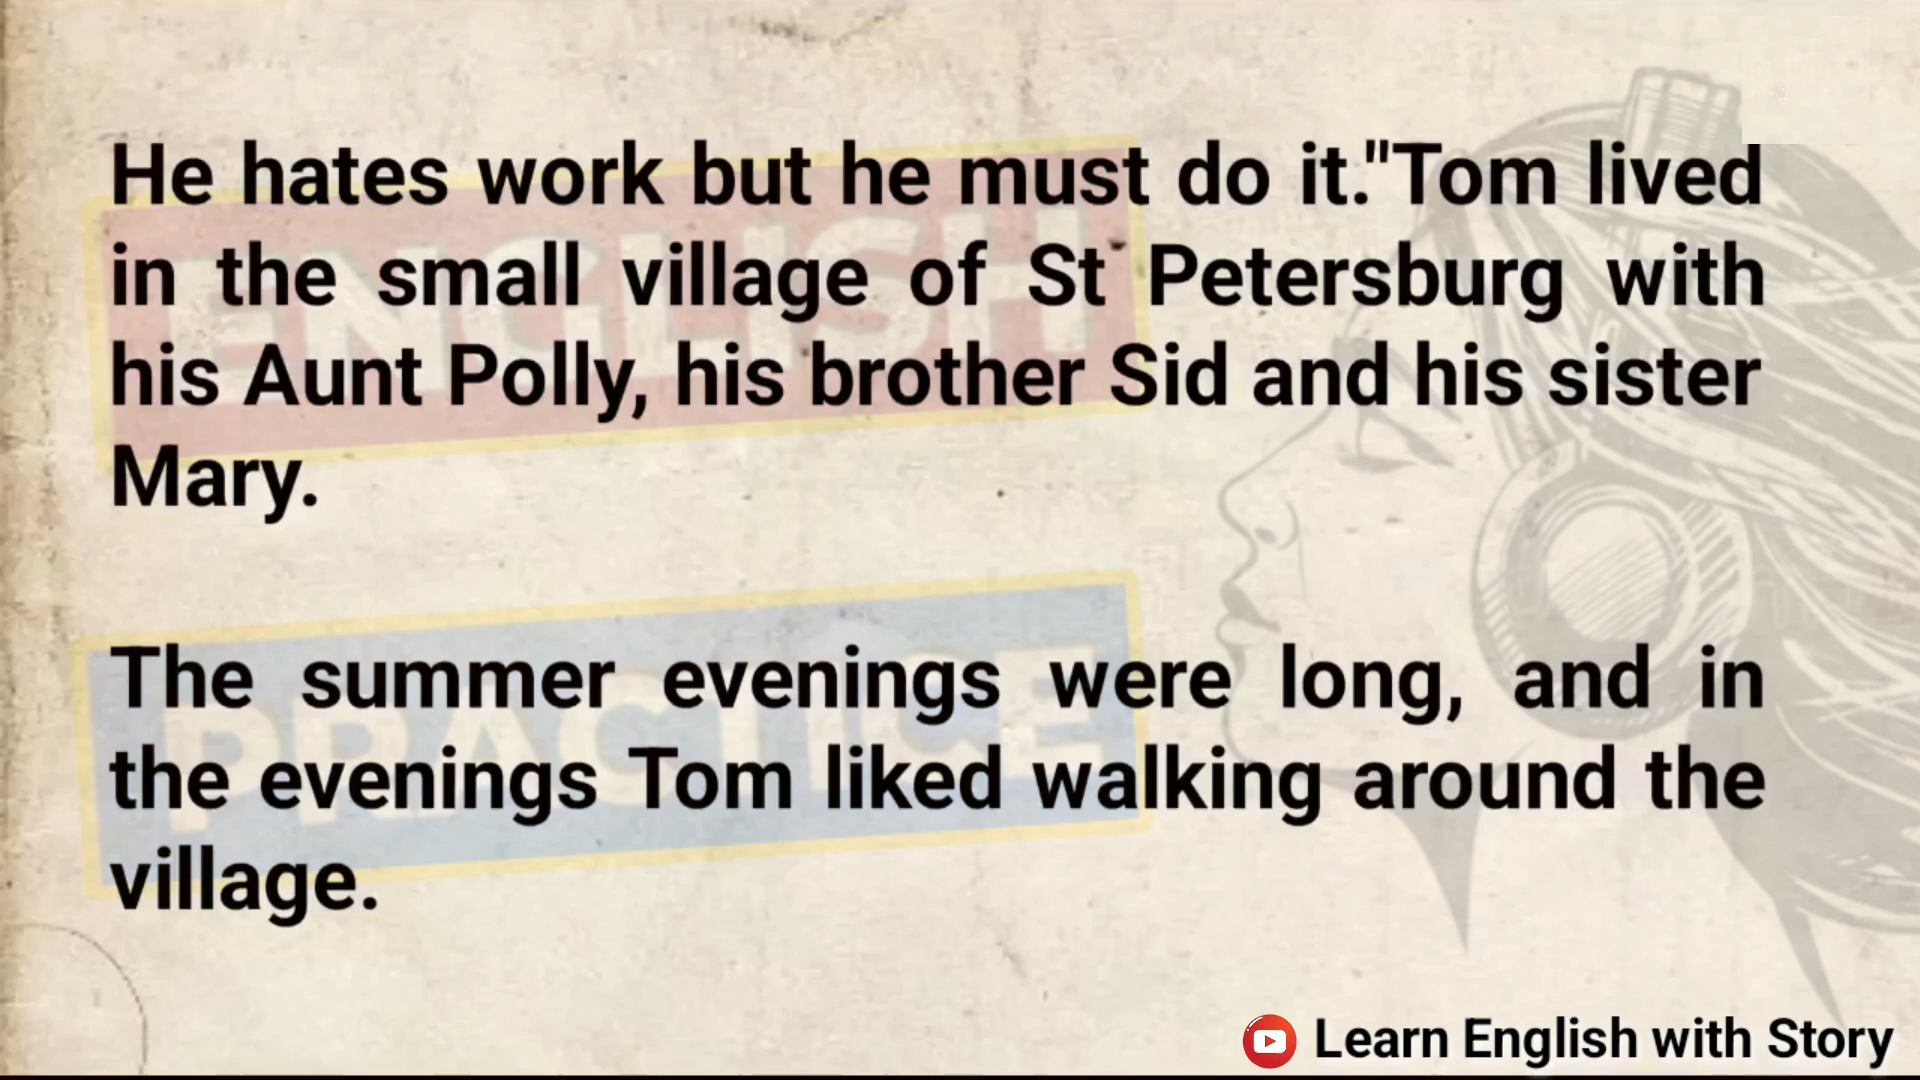 He hates work but he must do it."Tom lived
in the small village of St Petersburg with
his Aunt Polly, his brother Sid and his sister
Mary.
The summer evenings were long, and in
the evenings Tom liked walking around the
village.
ENGLISH
PRACTICE
Learn English with Story